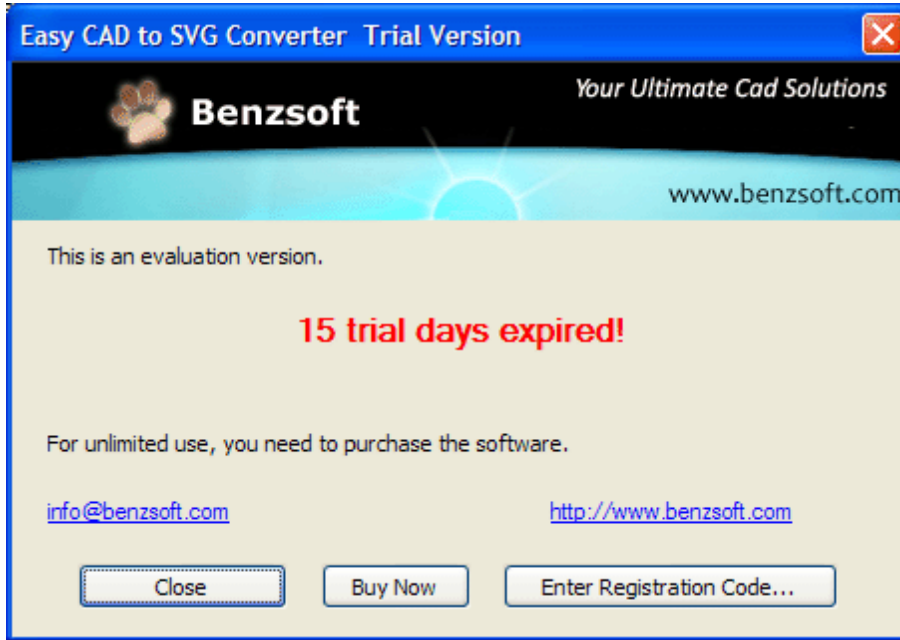 Easy CAD to SVG Converter  Trial Version
Benzsoft
Your Ultimate Cad Solutions
www.benzsoft.com
This is an evaluation version.
15 trial days expired!
For unlimited use, you need to purchase the software.
info@benzsoft.com http://www.benzsoft.com
Close Buy Now Enter Registration Code...